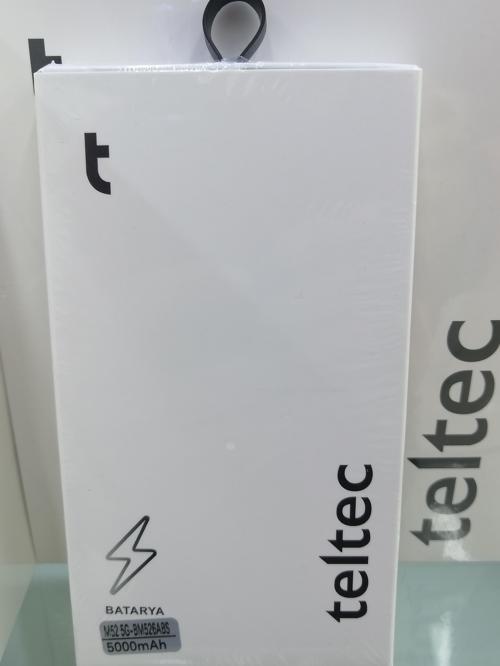 t
t
teltec
teltec
BATARYA
M52 5G-BM526ABS
5000mAh